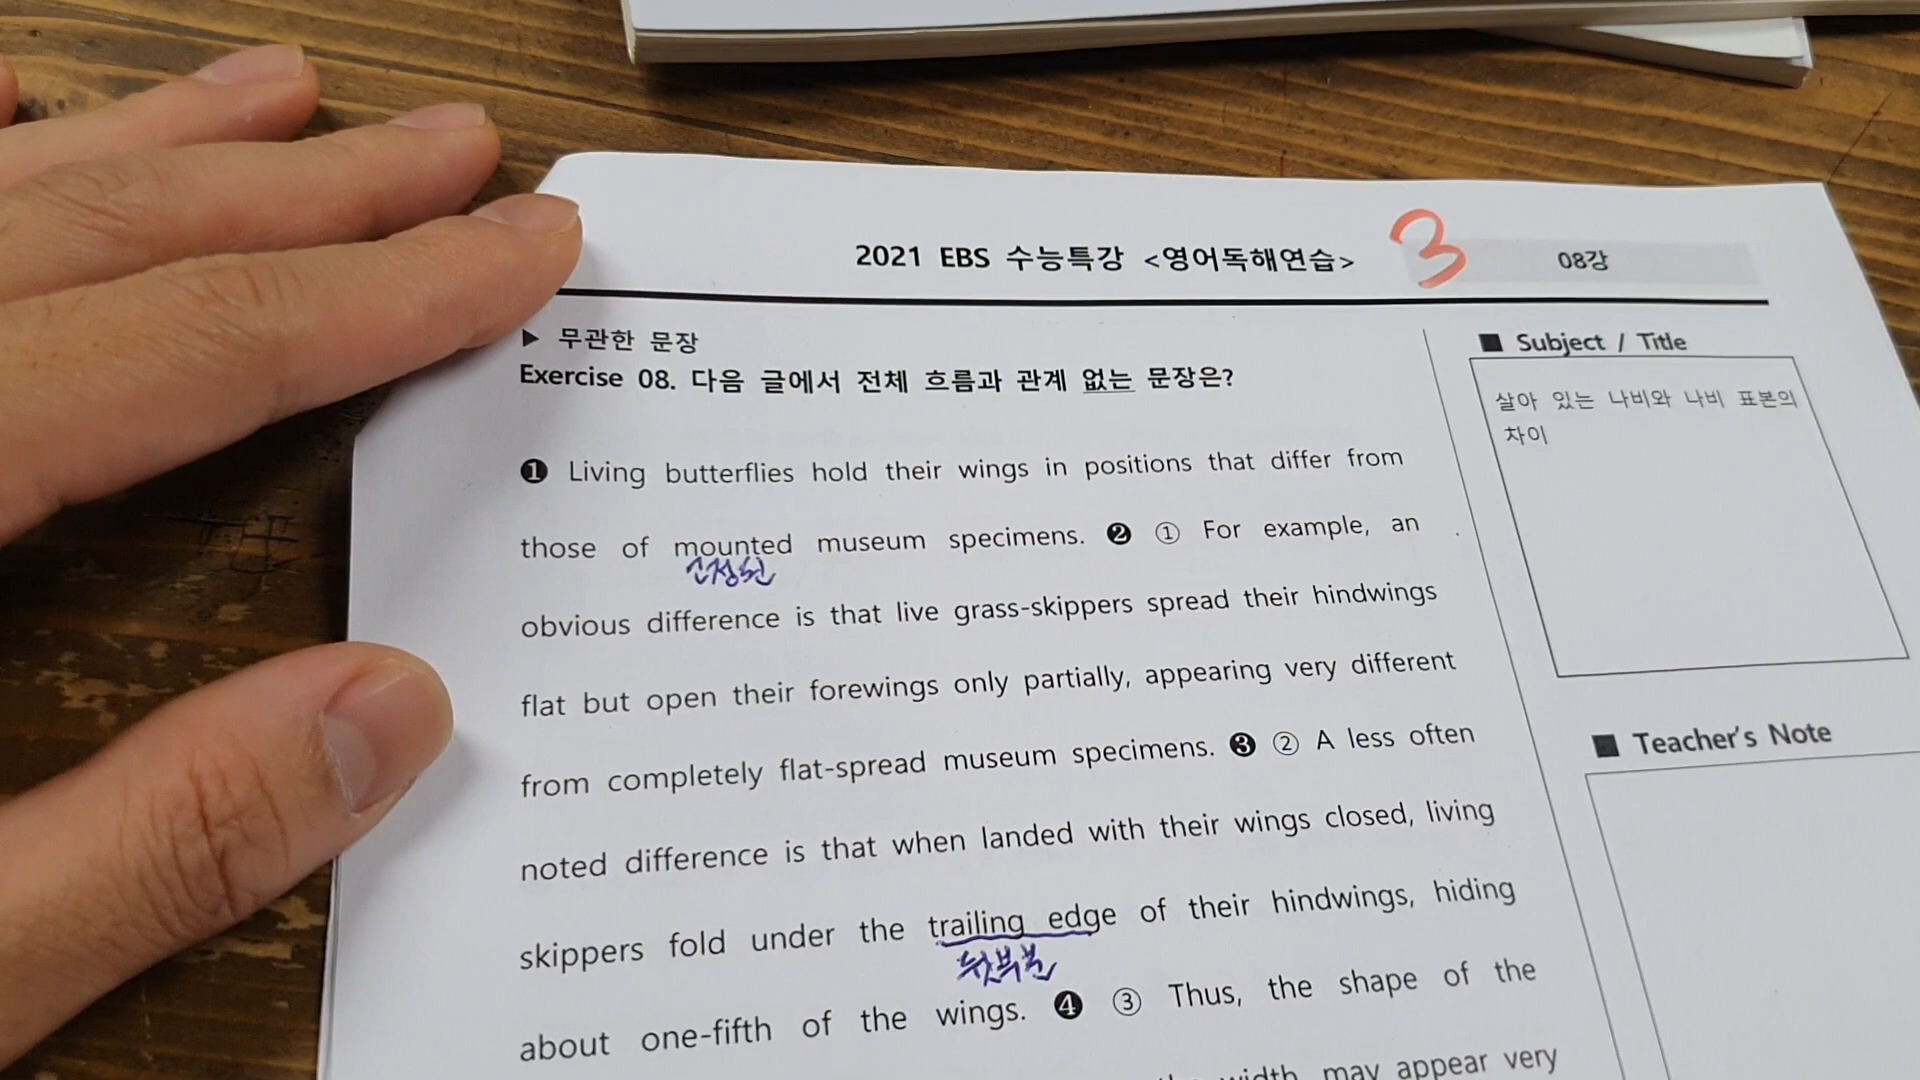 2021 EBS 수능특강 <영어독해연습>
3
08강
▶ 무관한 문장
Exercise 08. 다음 글에서 전체 흐름과 관계 없는 문장은?
❶ Living butterflies hold their wings in positions that differ from
those of mounted museum specimens. ❷ ① For example, an
고정된
obvious difference is that live grass-skippers spread their hindwings
flat but open their forewings only partially, appearing very different
from completely flat-spread museum specimens. ❸ ② A less often
noted difference is that when landed with their wings closed, living
skippers fold under the trailing edge of their hindwings, hiding
뒷부분
about one-fifth of the wings. ❹ ③ Thus, the shape of the
width may appear very
■ Subject / Title
살아 있는 나비와 나비 표본의
차이
■ Teacher's Note